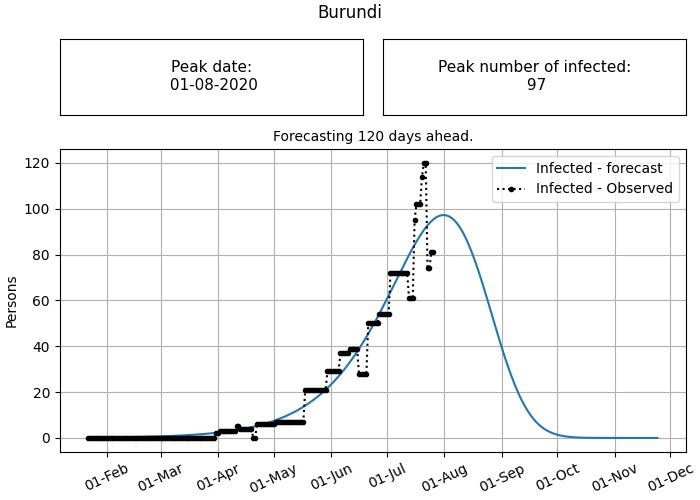 Burundi
Peak date:
01-08-2020
Peak number of infected:
97
Forecasting 120 days ahead.
Infected - forecast
Infected - Observed
Persons
120
100
80
60
40
20
0
01-Feb
01-Mar
01-Apr
01-May
01-Jun
01-Jul
01-Aug
01-Sep
01-Oct
01-Nov
01-Dec